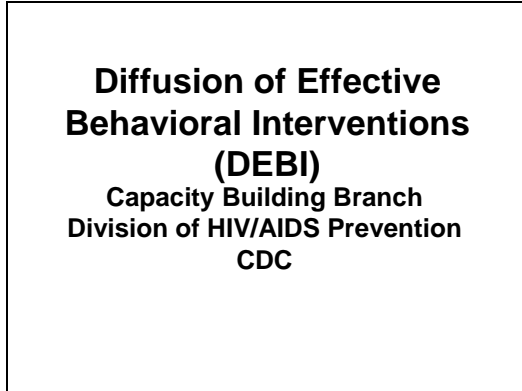 Diffusion of Effective
Behavioral Interventions
(DEBI)
Capacity Building Branch
Division of HIV/AIDS Prevention
CDC